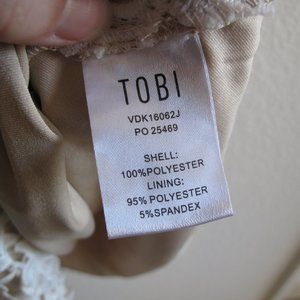 TOBI
VDK16062J
PO 25469
SHELL:
100%POLYESTER
LINING:
95% POLYESTER
5%SPANDEX